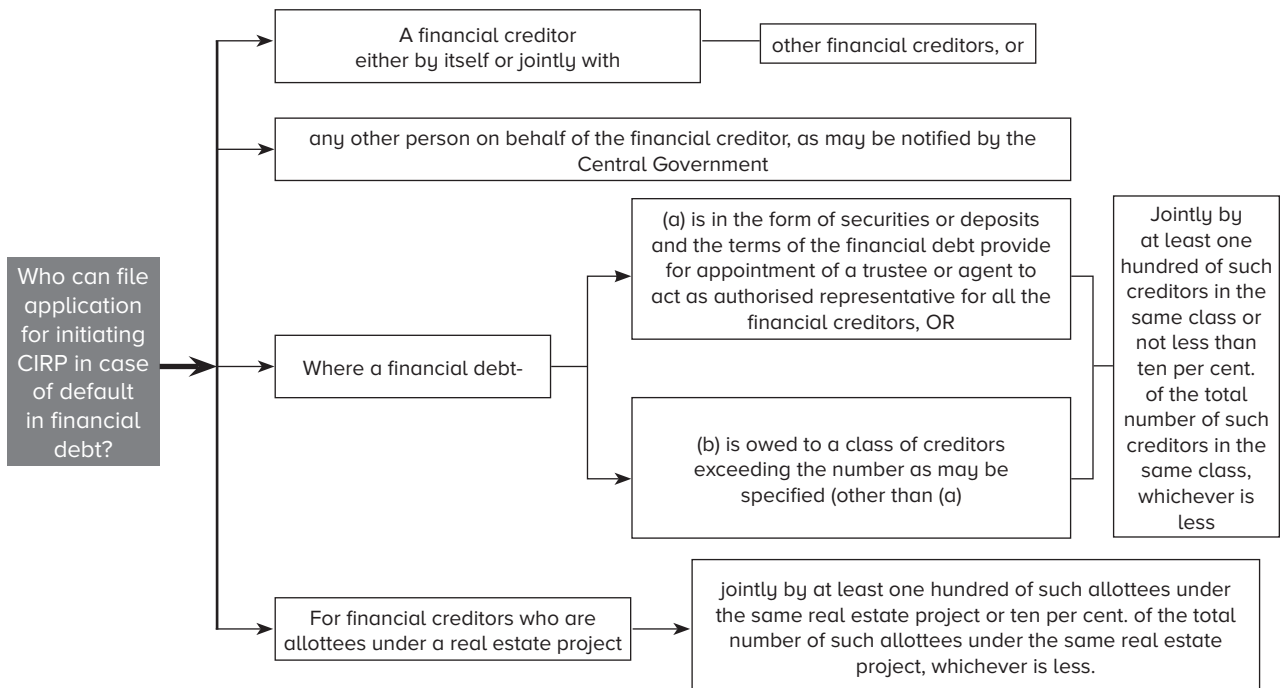 Who can file
application
for initiating
CIRP in case
of default
in financial
debt?
A financial creditor
either by itself or jointly with
other financial creditors, or
any other person on behalf of the financial creditor, as may be notified by the
Central Government
Where a financial debt-
(a) is in the form of securities or deposits
and the terms of the financial debt provide
for appointment of a trustee or agent to
act as authorised representative for all the
financial creditors, OR
(b) is owed to a class of creditors
exceeding the number as may be
specified (other than (a)
Jointly by
at least one
hundred of such
creditors in the
same class or
not less than
ten per cent.
of the total
number of such
creditors in the
same class,
whichever is
less
For financial creditors who are
allottees under a real estate project
jointly by at least one hundred of such allottees under
the same real estate project or ten per cent. of the total
number of such allottees under the same real estate
project, whichever is less.